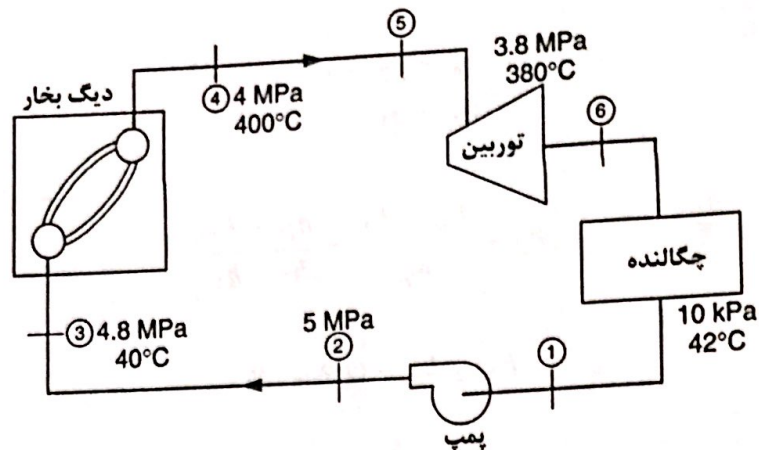 ⑤
3.8 MPa
380°C
④ 4 MPa
400°C
دیگ بخار
⑥
توربین
چگالنده
10 kPa
42°C
③ 4.8 MPa
40°C
5 MPa
②
①
پمپ